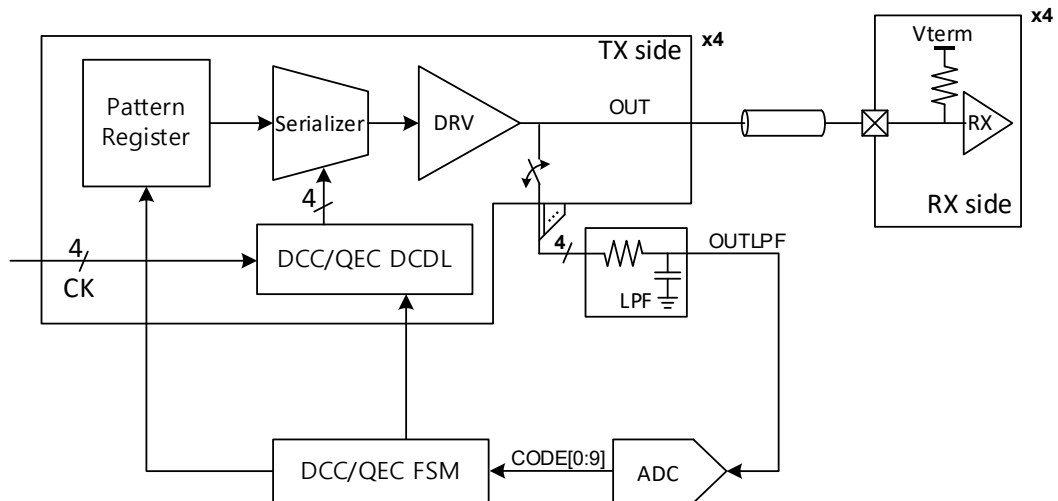 x4
TX side
x4
Vterm
Pattern
Register
Serializer
DRV
OUT
RX
RX side
4
4
CK
DCC/QEC DCDL
4
OUTLPF
LPF
DCC/QEC FSM
CODE[0:9]
ADC